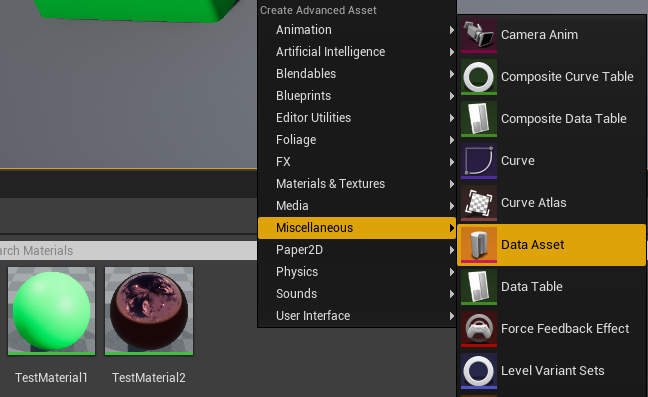 Create Advanced Asset
Animation
Artificial Intelligence
Blendables
Blueprints
Editor Utilities
Foliage
FX
Materials & Textures
Media
Miscellaneous
Paper2D
Physics
Sounds
User Interface
Camera Anim
Composite Curve Table
Composite Data Table
Curve
Curve Atlas
Data Asset
Data Table
Force Feedback Effect
Level Variant Sets
arch Materials
TestMaterial1
TestMaterial2